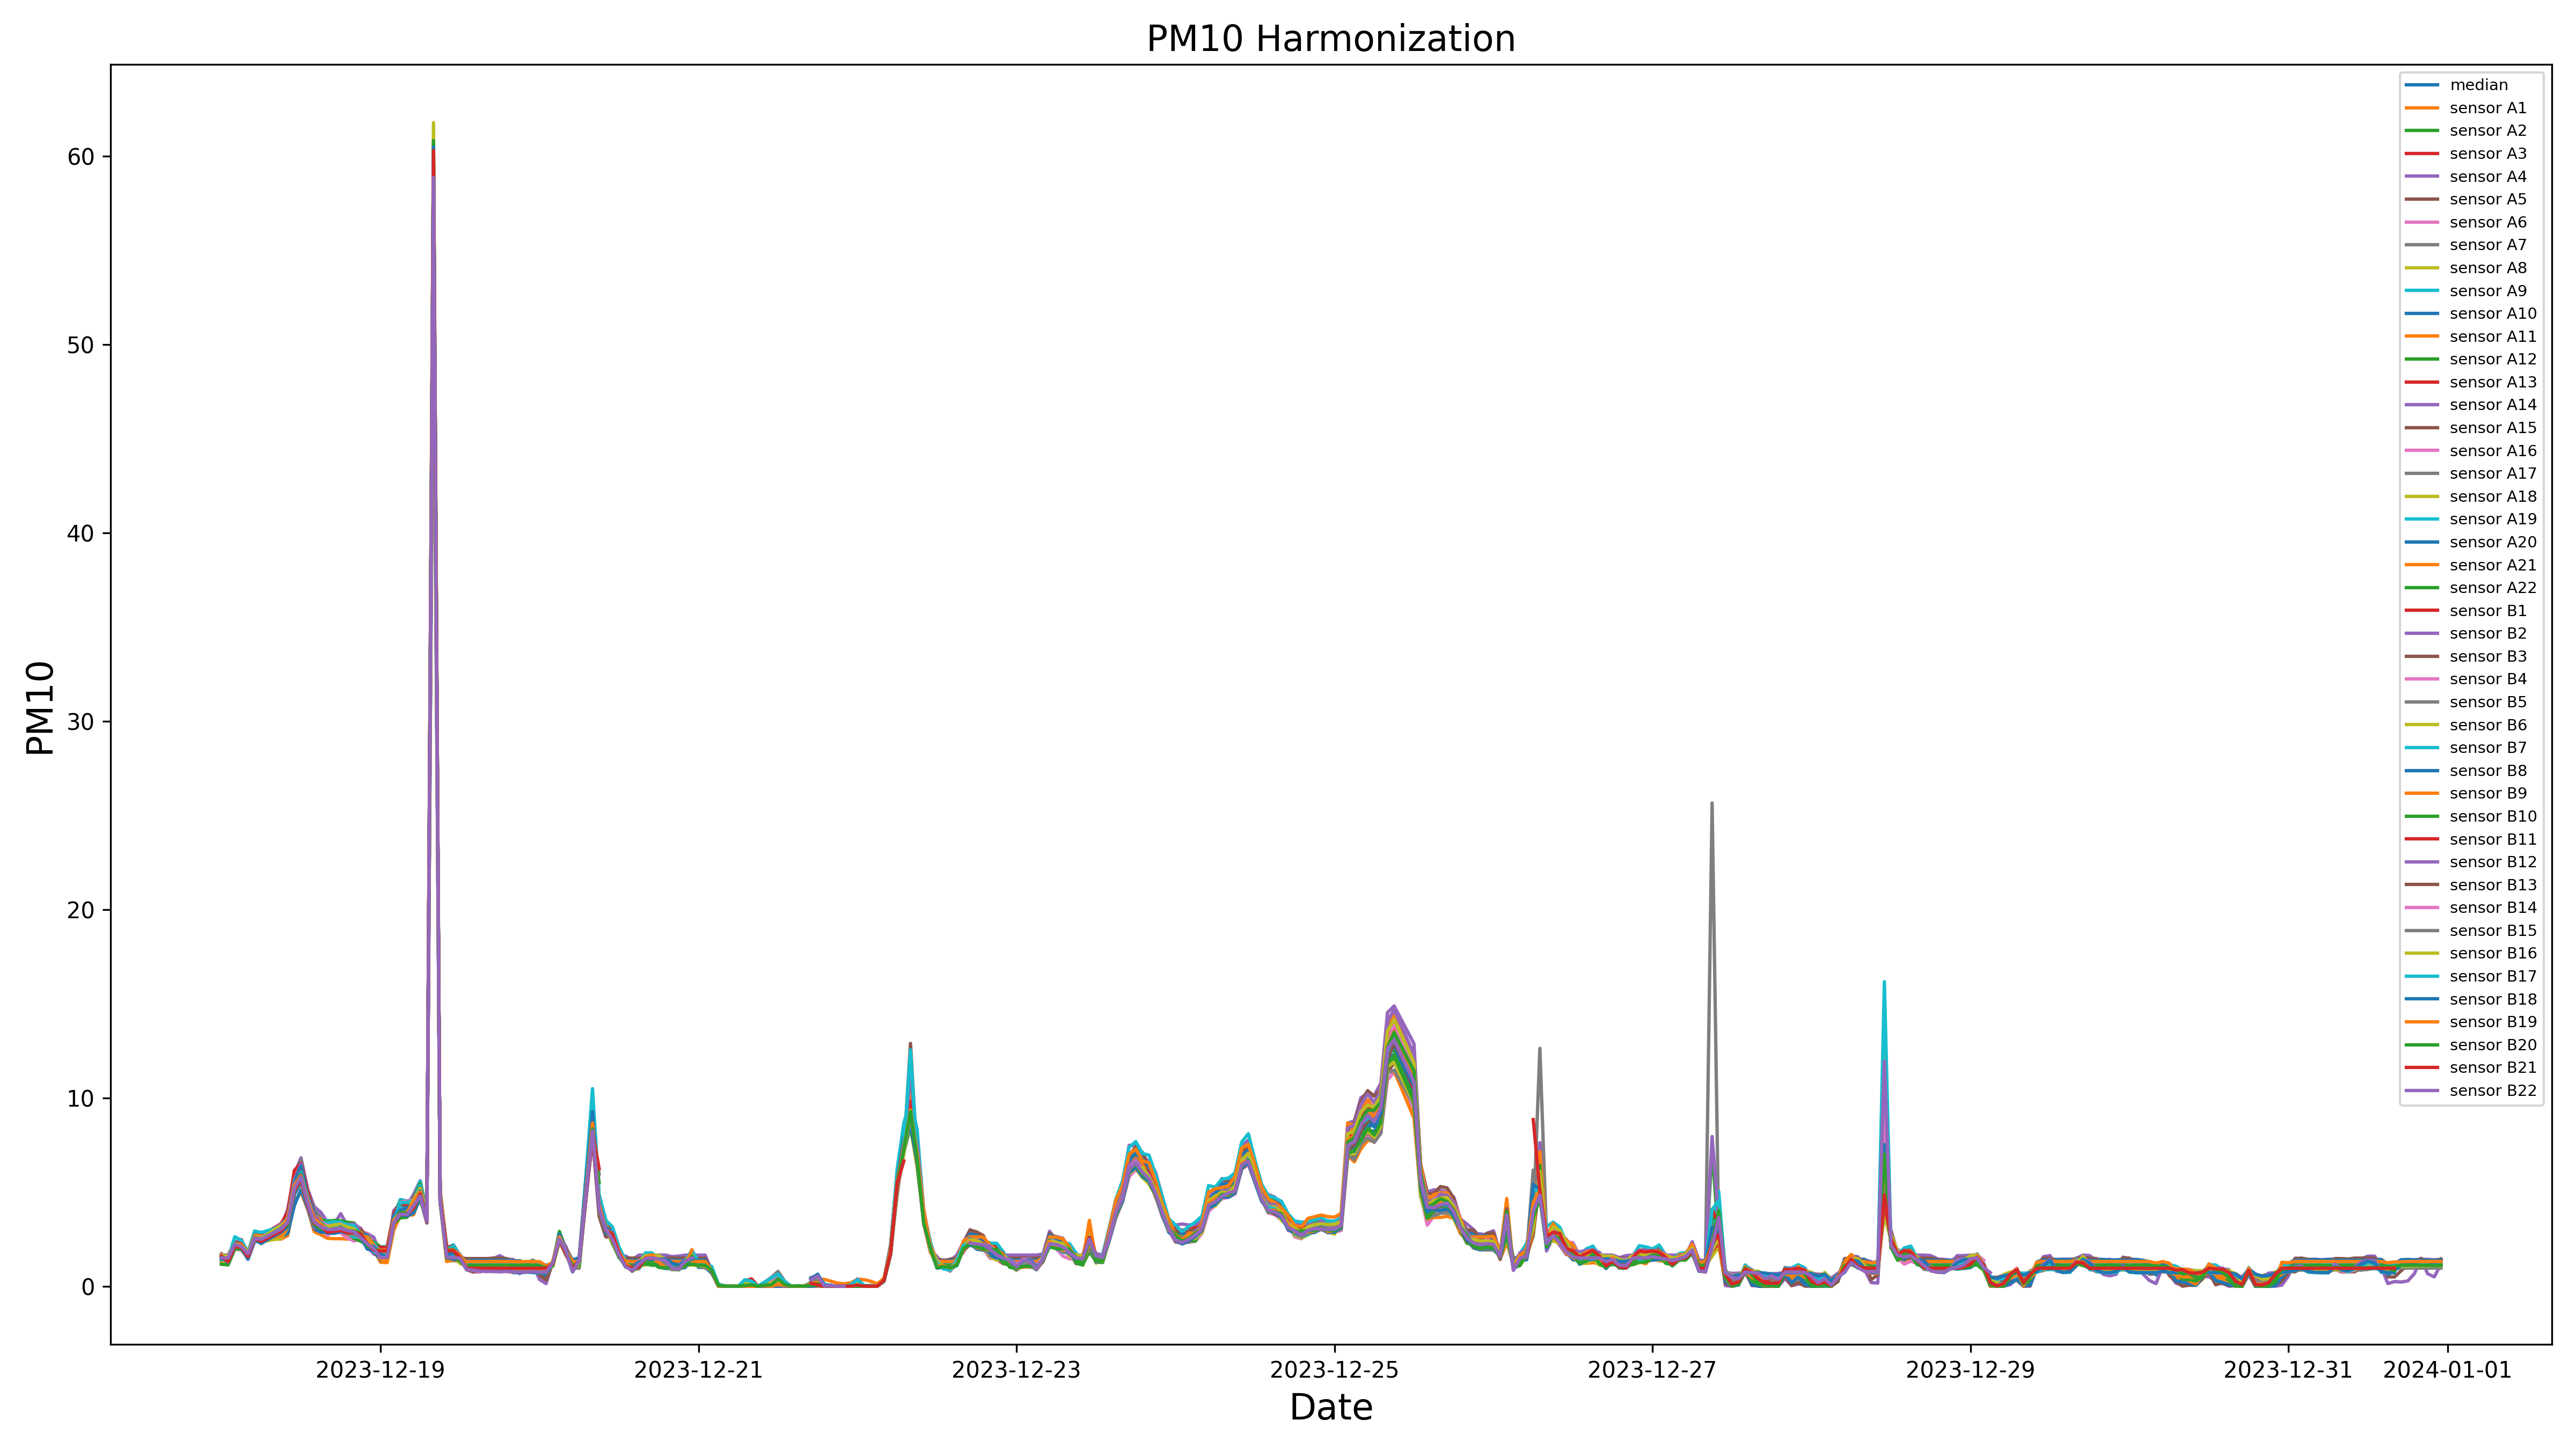 PM10 Harmonization
60
50
40
30
20
10
0
PM10
2023-12-19
2023-12-21
2023-12-23
2023-12-25
2023-12-27
2023-12-29
2023-12-31
2024-01-01
Date
median
sensor A1
sensor A2
sensor A3
sensor A4
sensor A5
sensor A6
sensor A7
sensor A8
sensor A9
sensor A10
sensor A11
sensor A12
sensor A13
sensor A14
sensor A15
sensor A16
sensor A17
sensor A18
sensor A19
sensor A20
sensor A21
sensor A22
sensor B1
sensor B2
sensor B3
sensor B4
sensor B5
sensor B6
sensor B7
sensor B8
sensor B9
sensor B10
sensor B11
sensor B12
sensor B13
sensor B14
sensor B15
sensor B16
sensor B17
sensor B18
sensor B19
sensor B20
sensor B21
sensor B22